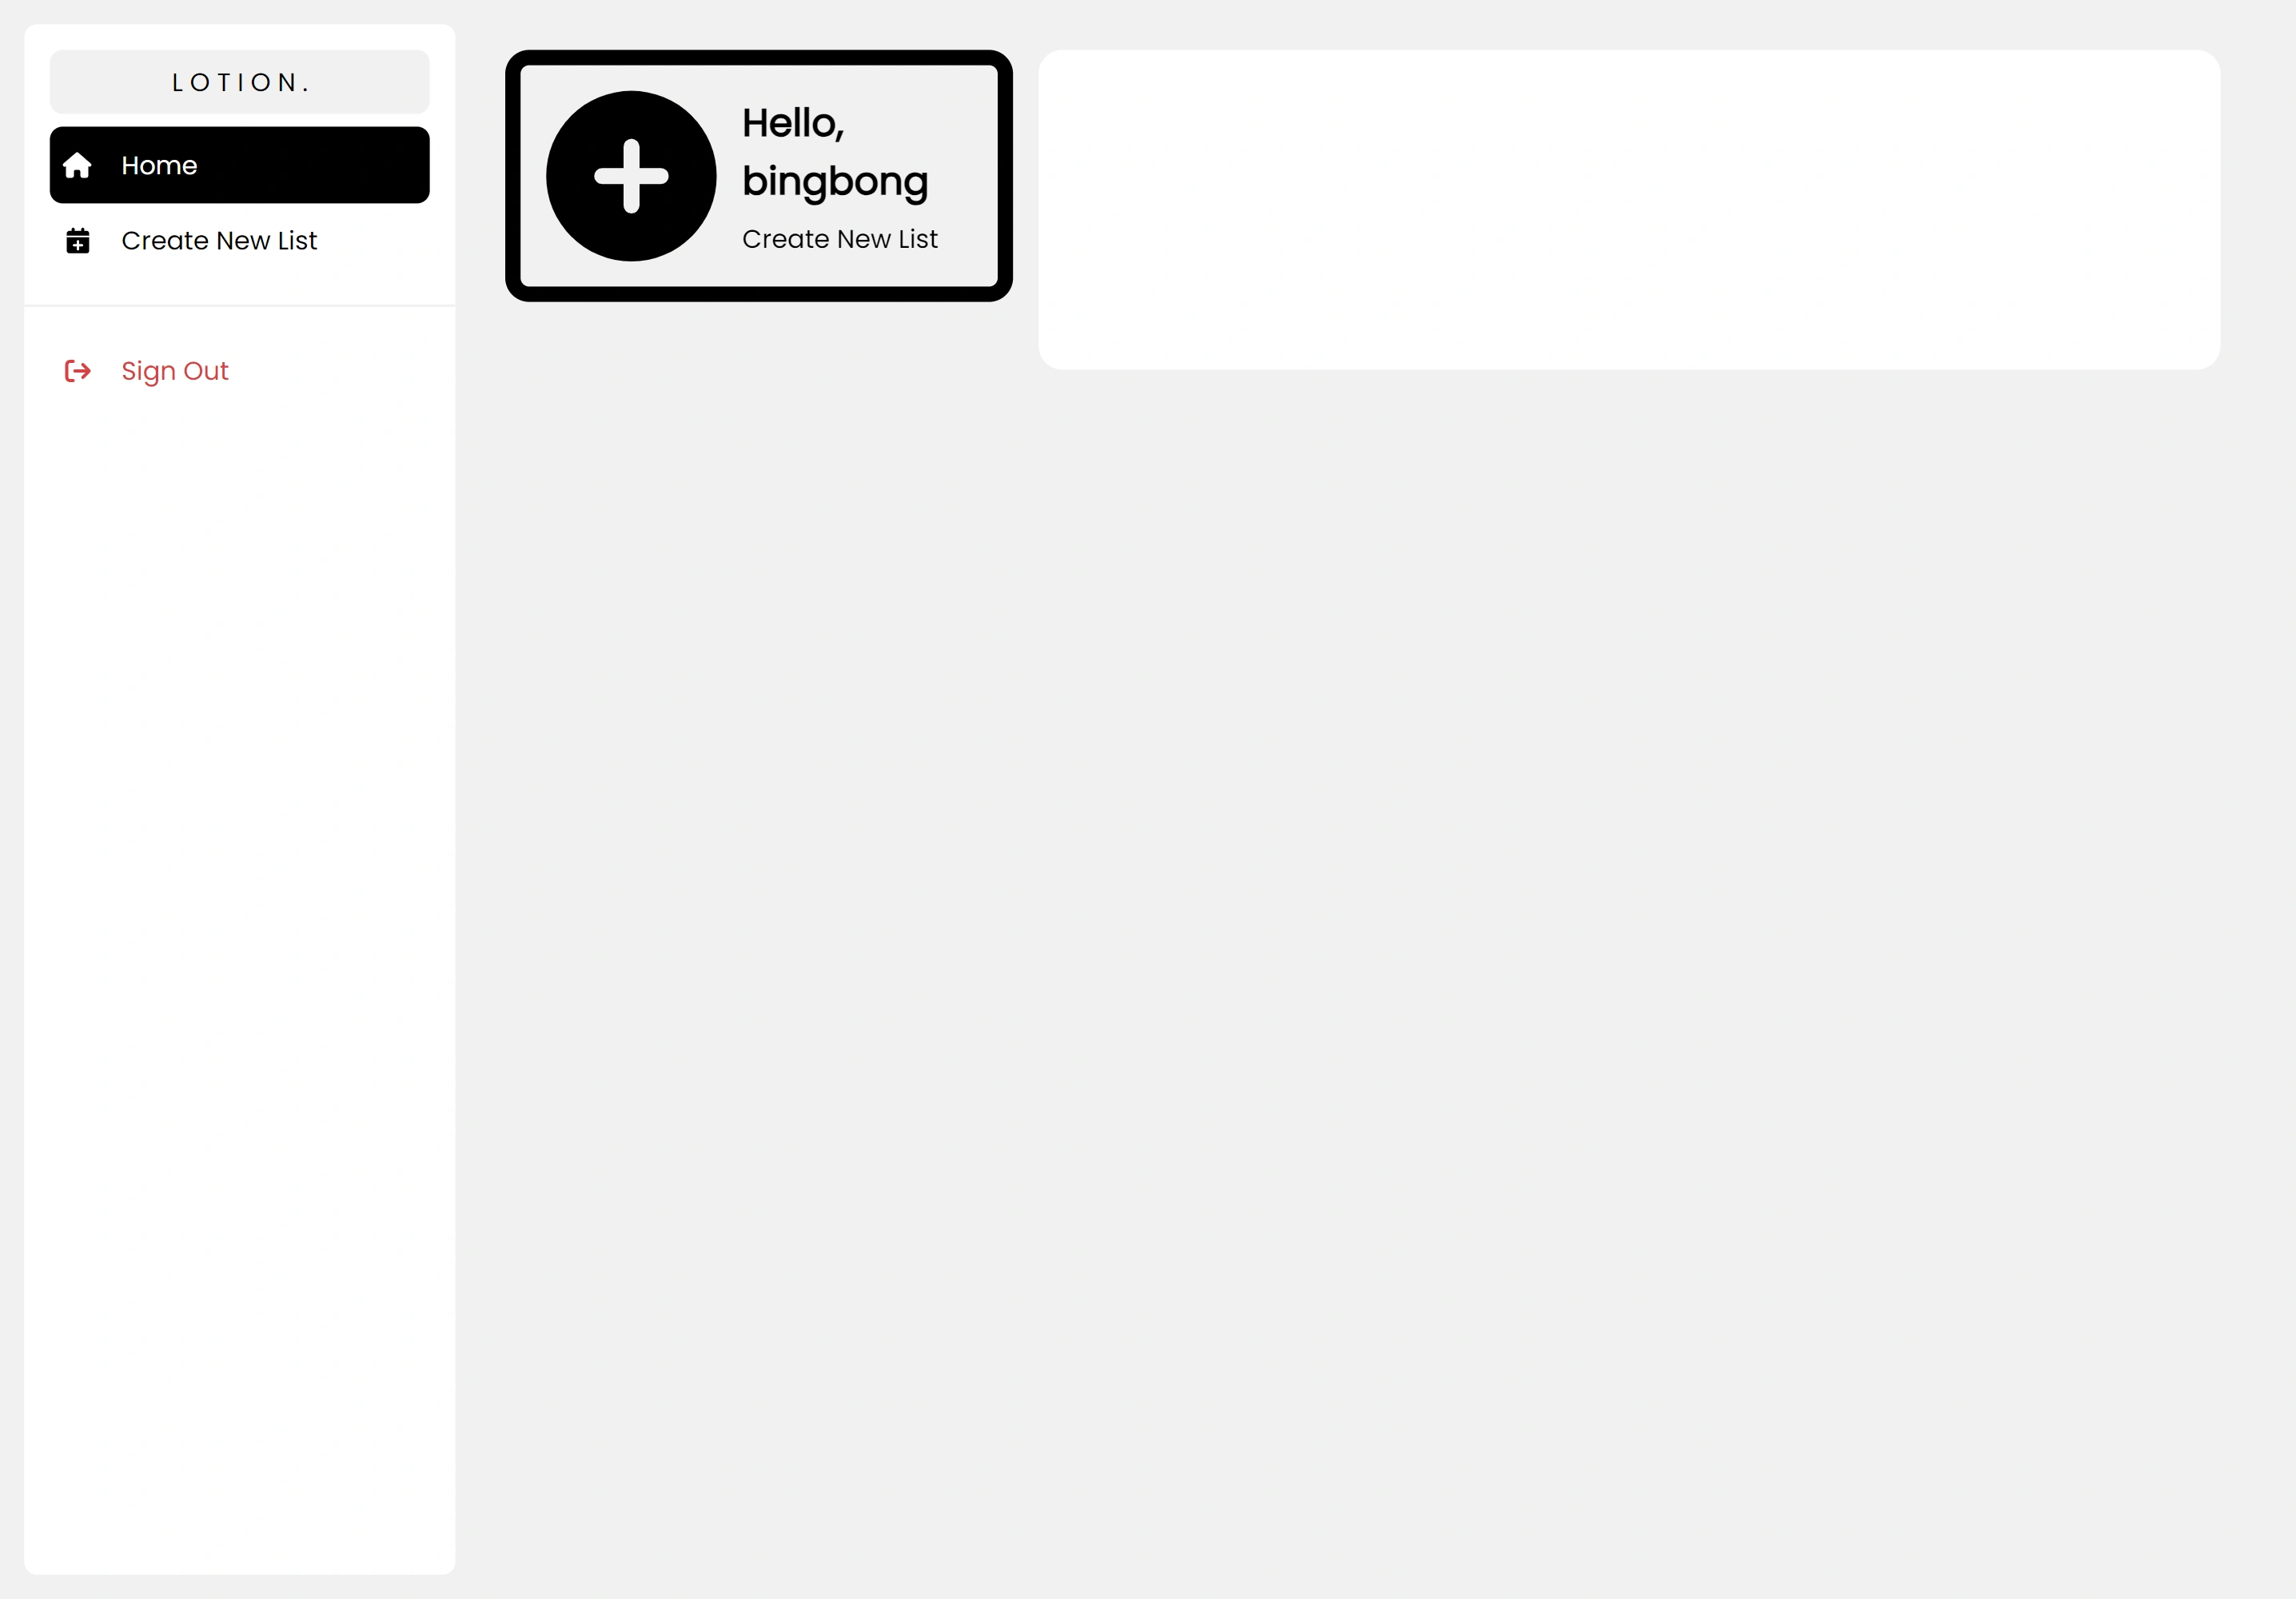 LOTION.
Home
Create New List
Sign Out
Hello,
bingbong
Create New List